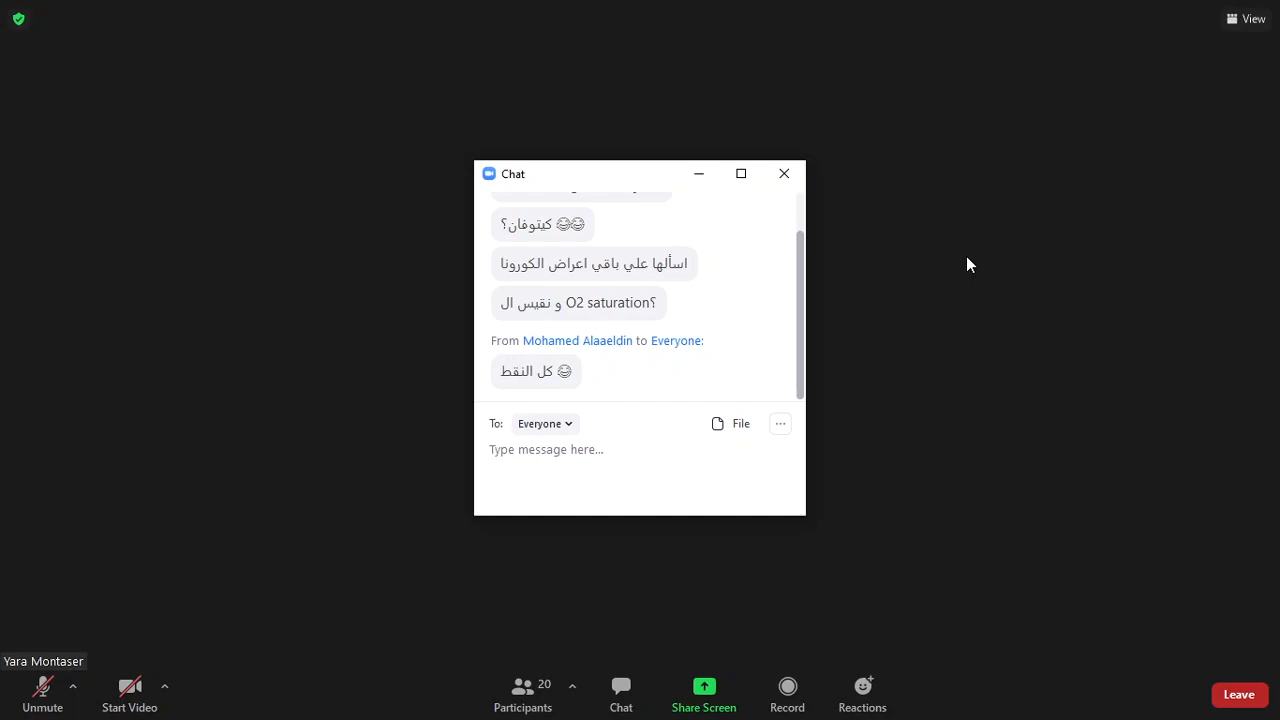 View
Chat
كيتوفان؟ 😂😂
اسألها علي باقي اعراض الكورونا
و نقيس ال O2 saturation؟
From Mohamed Alaaeldin to Everyone:
كل النقط 😂
To: Everyone File
Type message here...
Yara Montaser
Unmute Start Video Participants 20 Chat Share Screen Record Reactions Leave